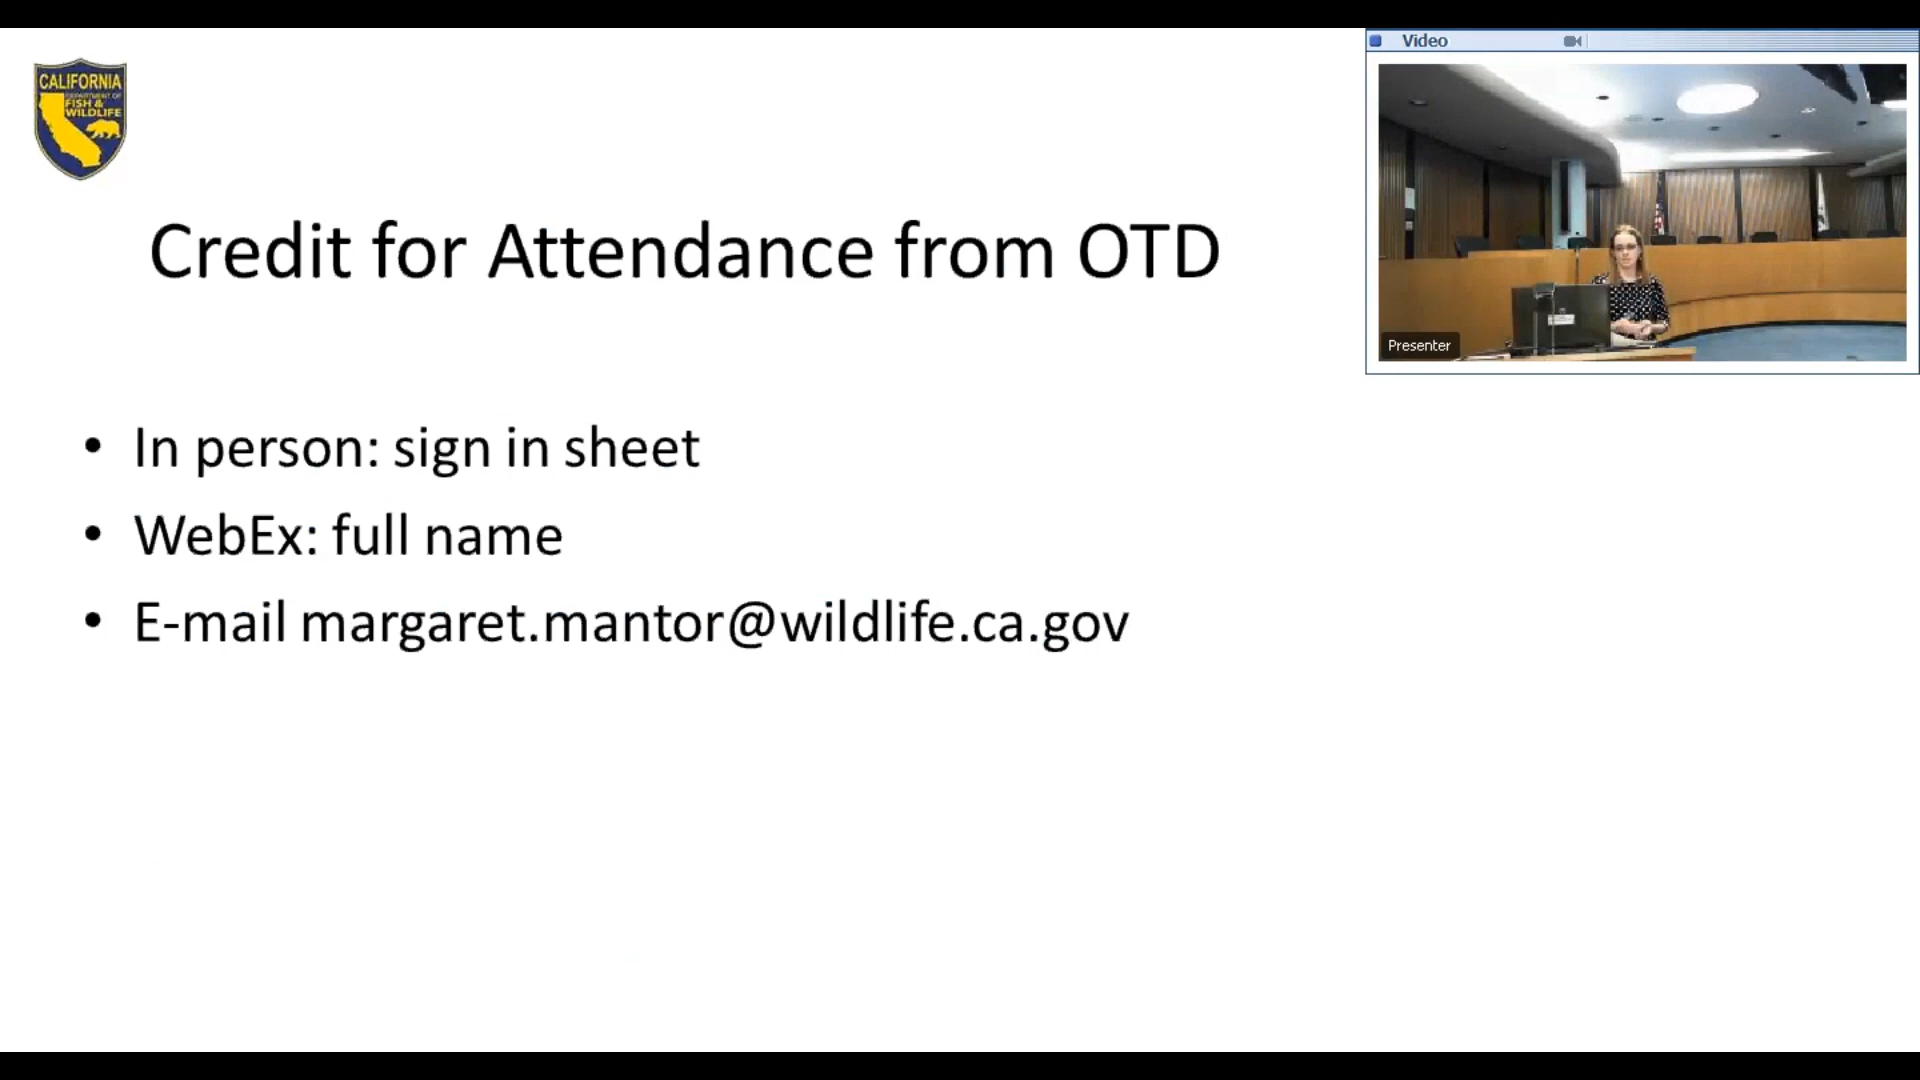 CALIFORNIA
DEPARTMENT OF
FISH &
WILDLIFE
Video
Presenter
Credit for Attendance from OTD
• In person: sign in sheet
• WebEx: full name
• E-mail margaret.mantor@wildlife.ca.gov